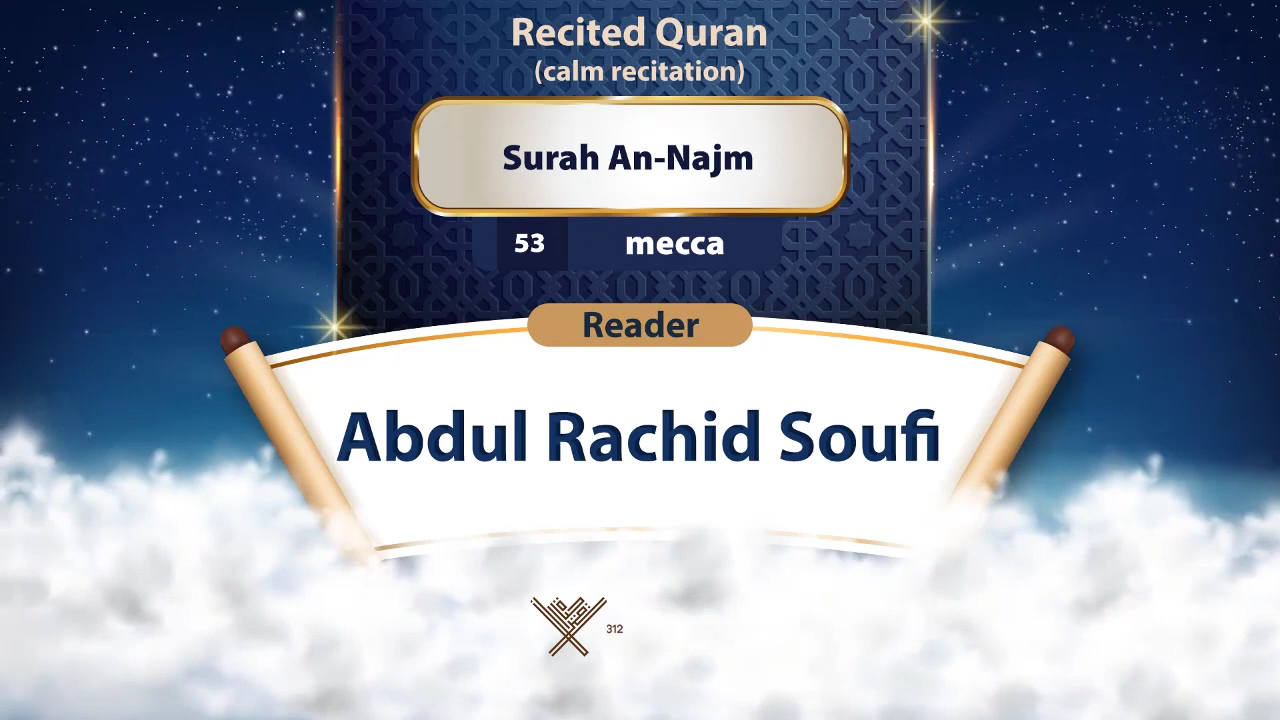 Recited Quran
(calm recitation)
Surah An-Najm
53 mecca
Reader
Abdul Rachid Soufi
312